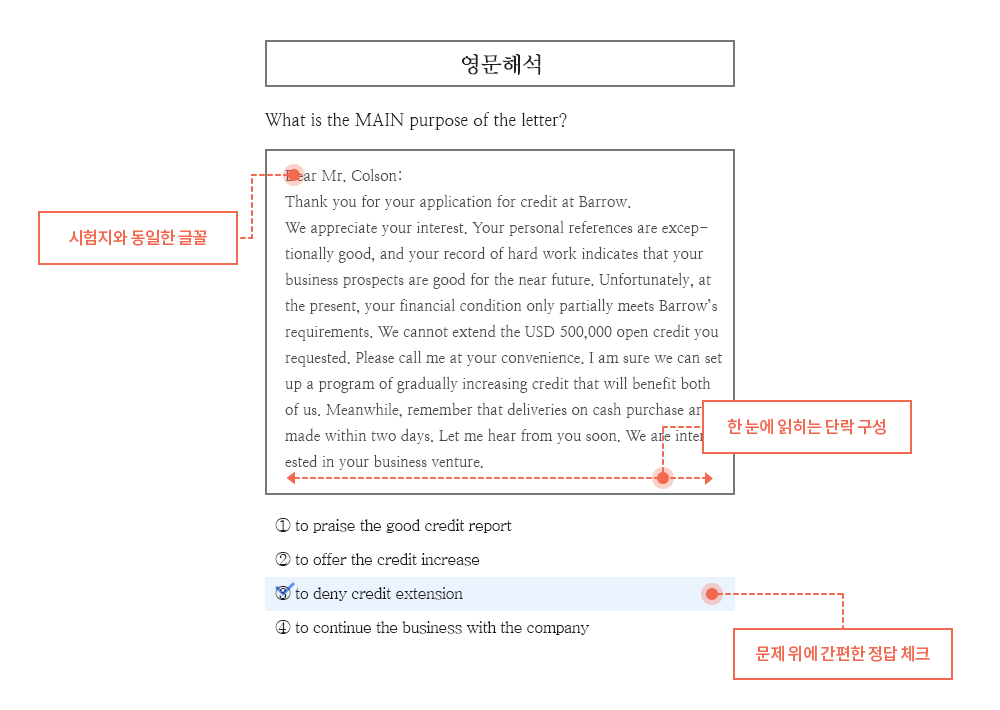 영문해석
What is the MAIN purpose of the letter?
Dear Mr. Colson:
Thank you for your application for credit at Barrow.
We appreciate your interest. Your personal references are excep-
tionally good, and your record of hard work indicates that your
business prospects are good for the near future. Unfortunately, at
the present, your financial condition only partially meets Barrow's
requirements. We cannot extend the USD 500,000 open credit you
requested. Please call me at your convenience. I am sure we can set
up a program of gradually increasing credit that will benefit both
of us. Meanwhile, remember that deliveries on cash purchase are
made within two days. Let me hear from you soon. We are inter-
ested in your business venture.
시험지와 동일한 글꼴
한 눈에 읽히는 단락 구성
① to praise the good credit report
② to offer the credit increase
③ to deny credit extension
④ to continue the business with the company
문제 위에 간편한 정답 체크